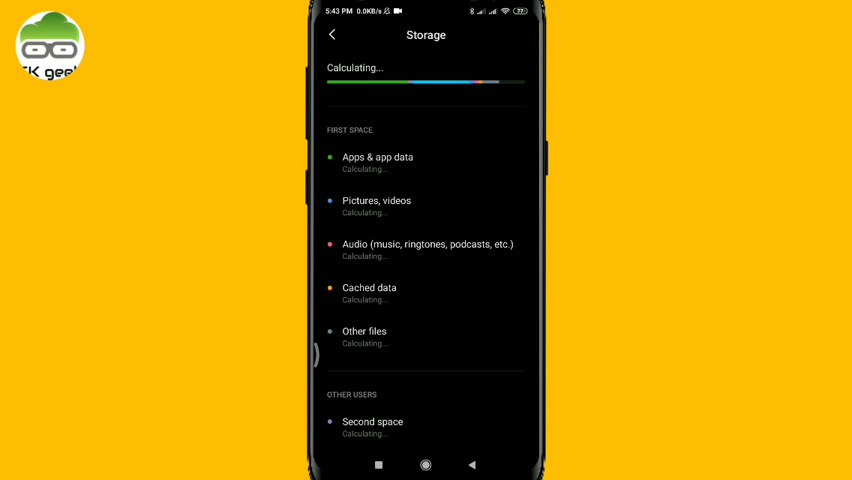 5:43 PM 0.0KB/s
77
Storage
Calculating...
FIRST SPACE
Apps & app data
Calculating...
Pictures, videos
Calculating...
Audio (music, ringtones, podcasts, etc.)
Calculating...
Cached data
Calculating...
Other files
Calculating...
OTHER USERS
Second space
Calculating...